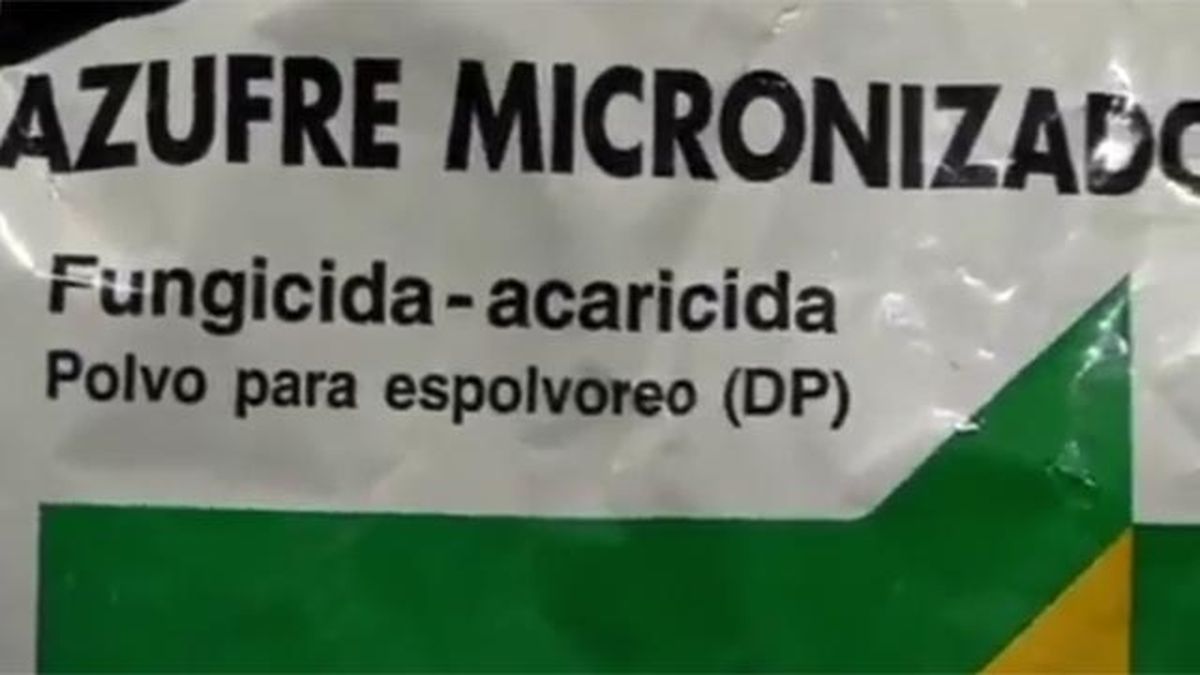 AZUFRE MICRONIZADO
Fungicida-acaricida
Polvo para espolvoreo (DP)